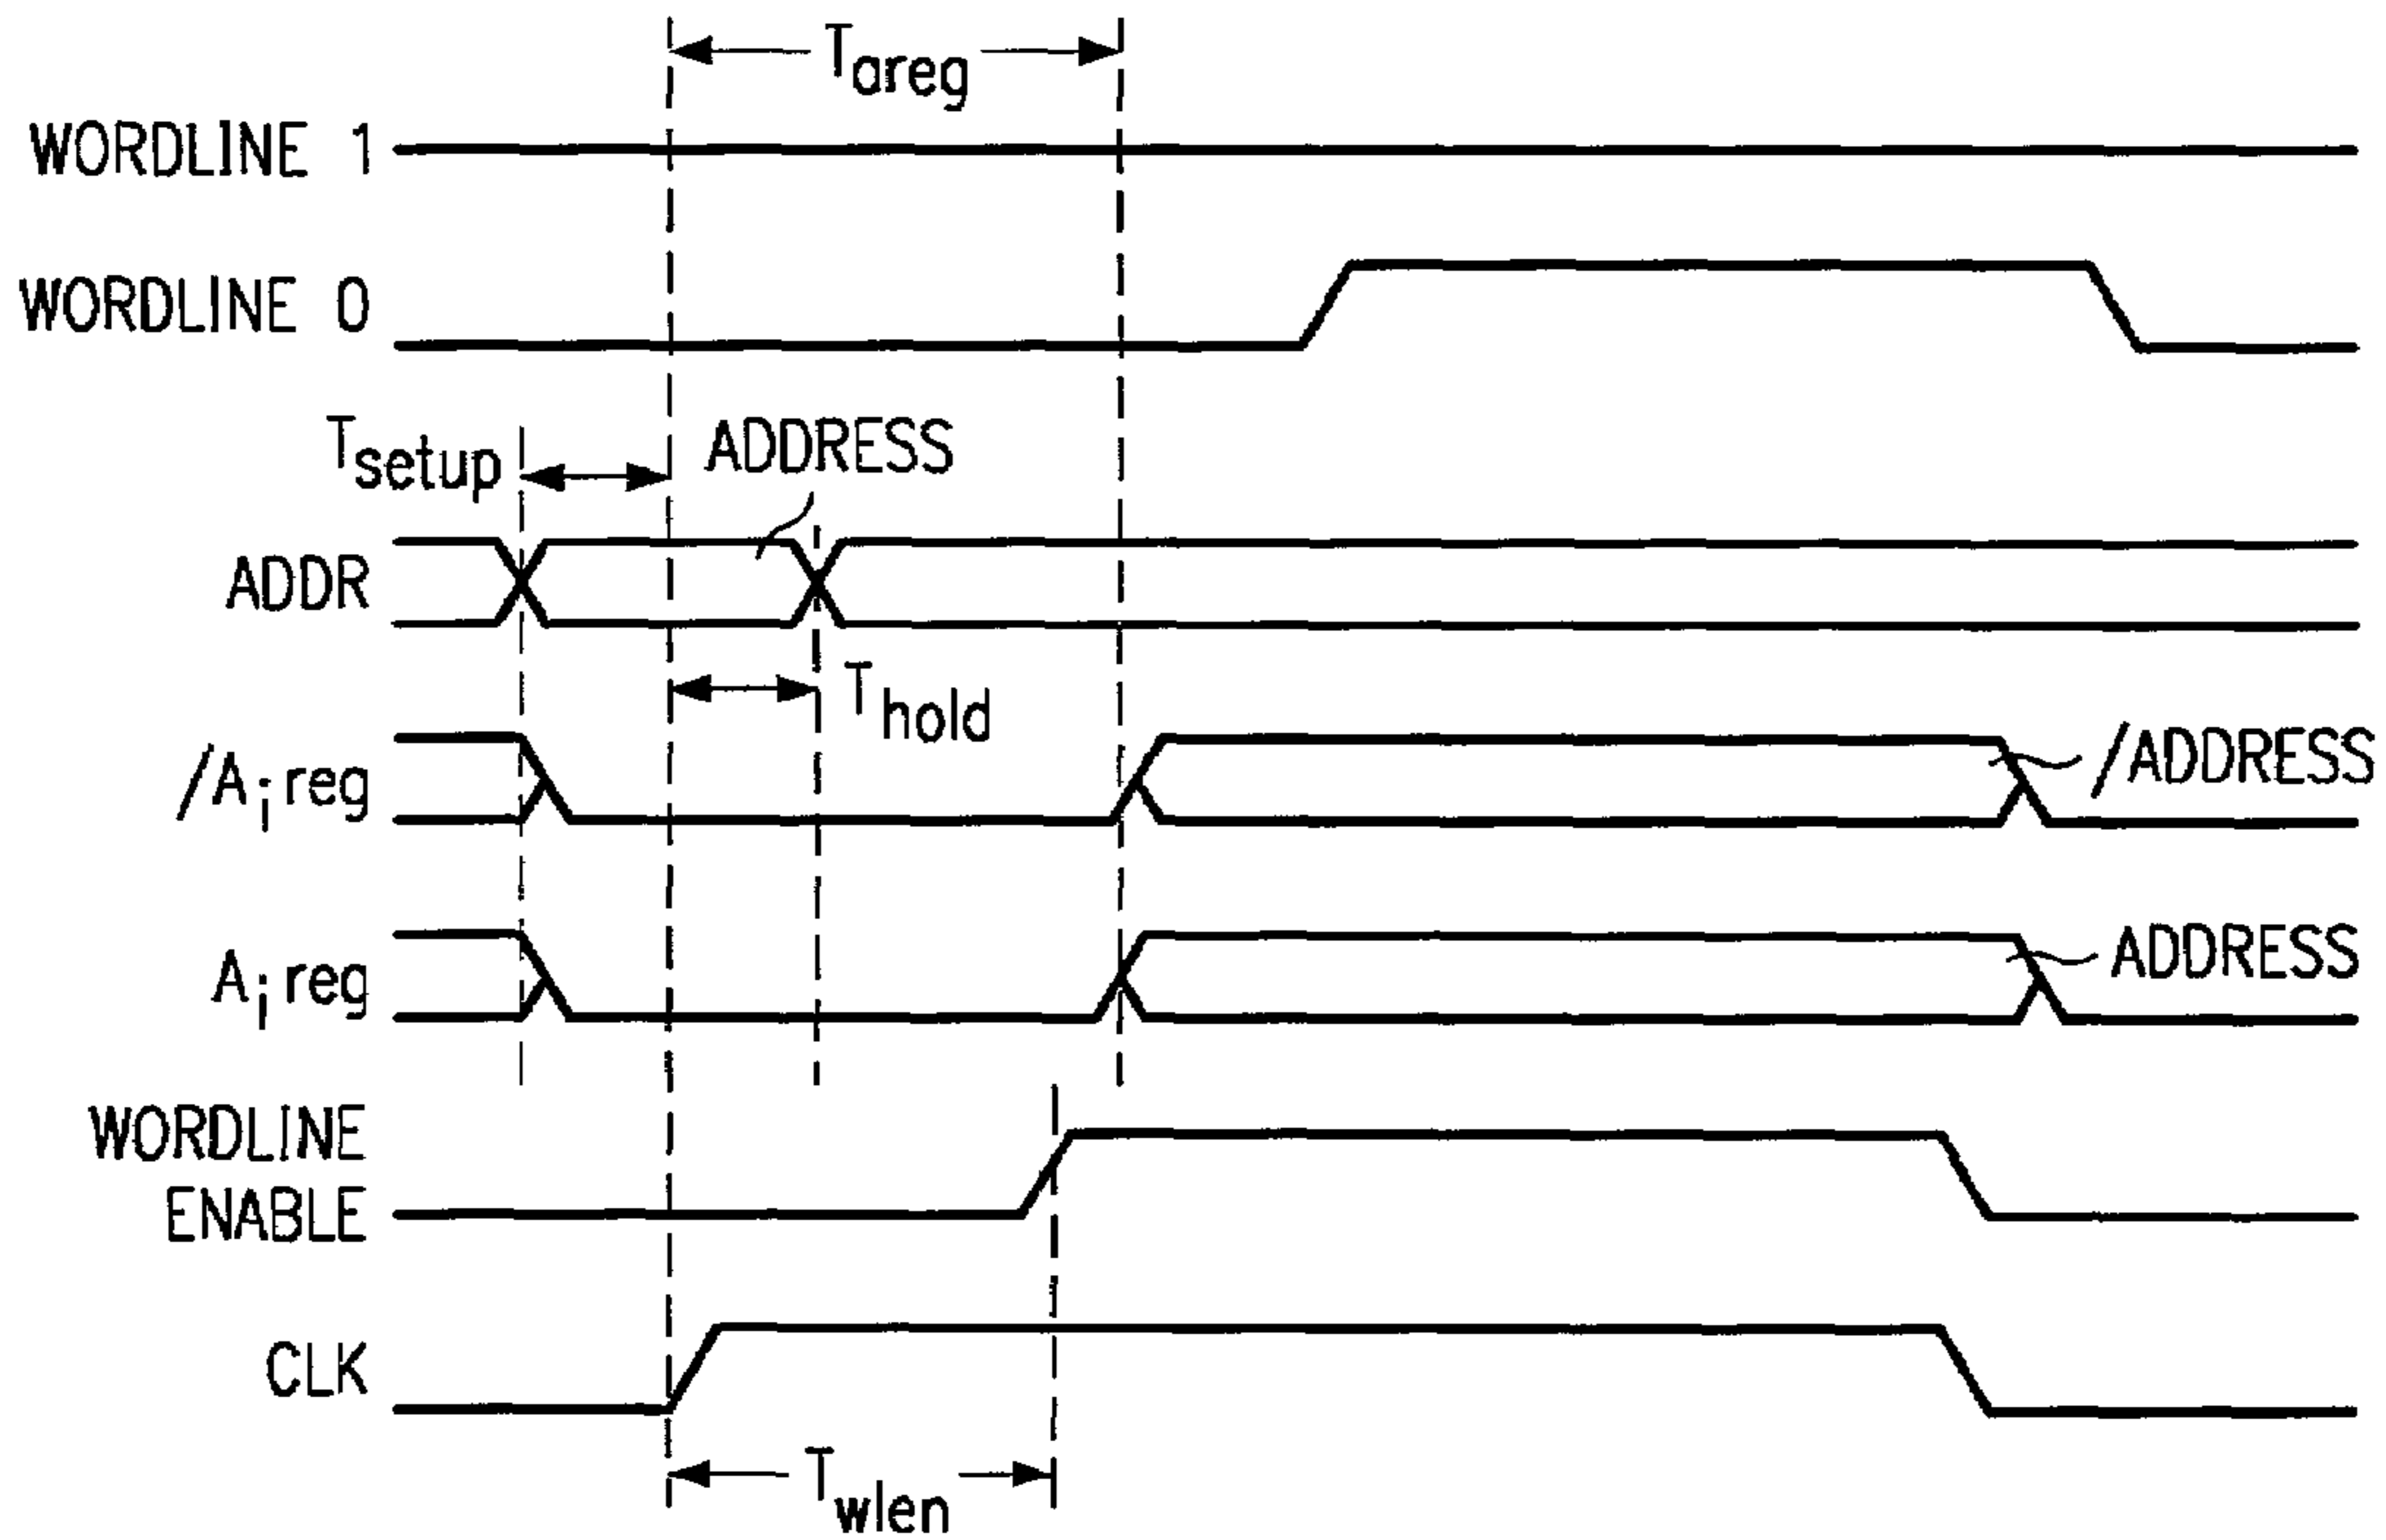 Tareg
WORDLINE 1
WORDLINE 0
Tsetup
ADDRESS
ADDR
Thold
/Aireg
/ADDRESS
Aireg
ADDRESS
WORDLINE
ENABLE
CLK
Twlen